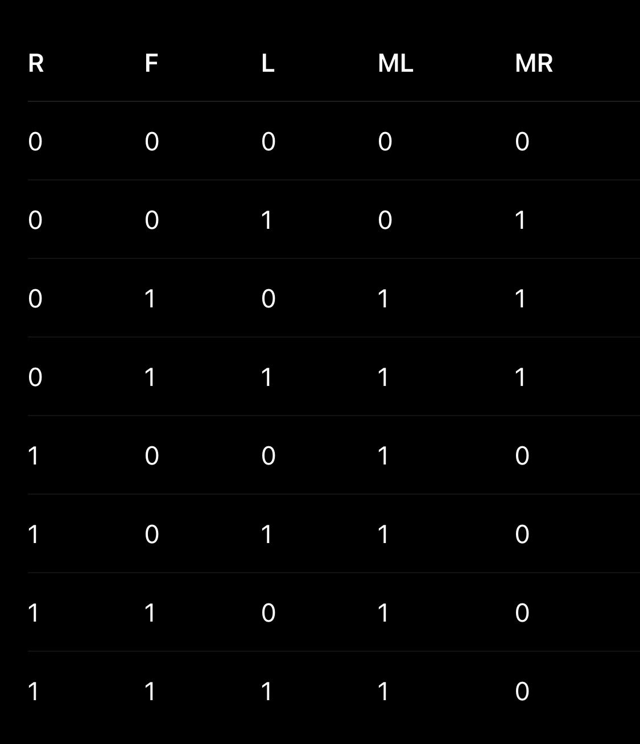 R F L ML MR
0 0 0 0 0
0 0 1 0 1
0 1 0 1 1
0 1 1 1 1
1 0 0 1 0
1 0 1 1 0
1 1 0 1 0
1 1 1 1 0